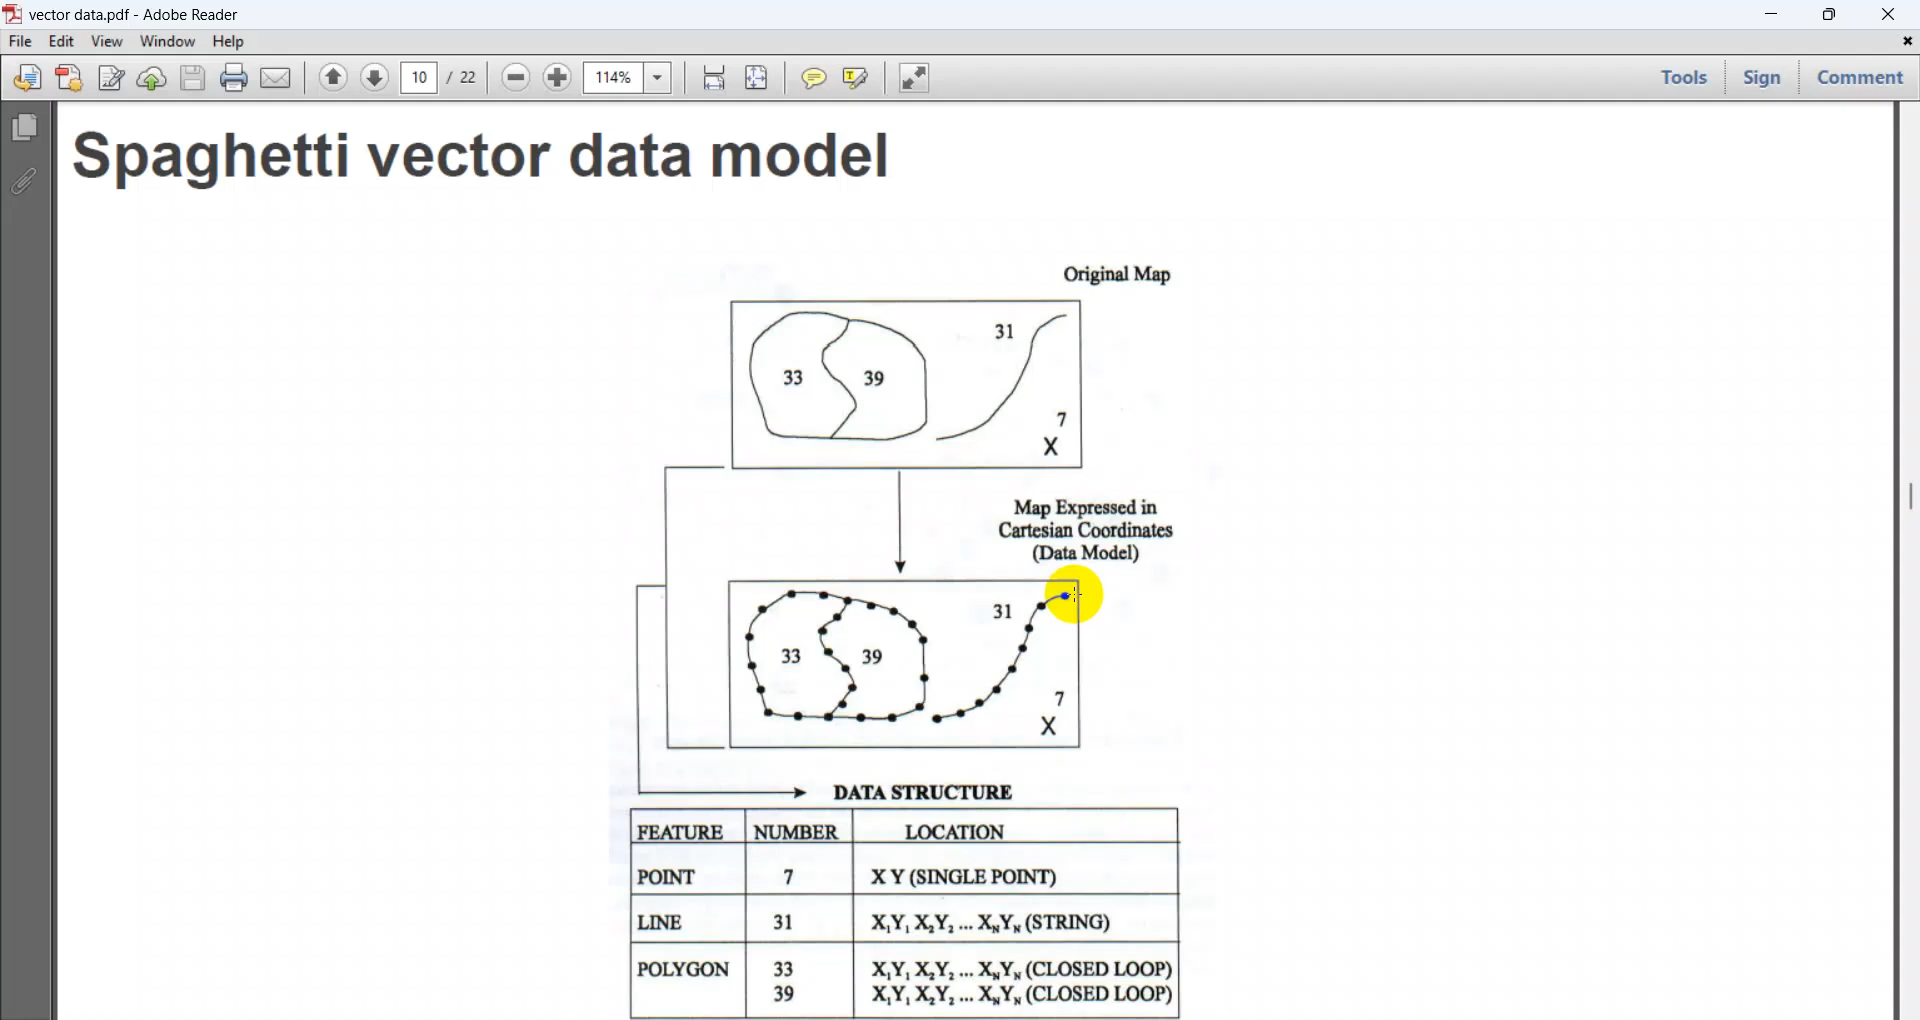 vector data.pdf - Adobe Reader
File Edit View Window Help
10 / 22 114% Tools Sign Comment
Spaghetti vector data model
Original Map
31
33 39
7
X
Map Expressed in
Cartesian Coordinates
(Data Model)
31
33 39
7
X
DATA STRUCTURE
FEATURE NUMBER LOCATION
POINT 7 X Y (SINGLE POINT)
LINE 31 X₁Y₁ X₂Y₂ ... XNYN (STRING)
POLYGON 33 X₁Y₁ X₂Y₂ ... XNYN (CLOSED LOOP)
39 X₁Y₁ X₂Y₂ ... XNYN (CLOSED LOOP)